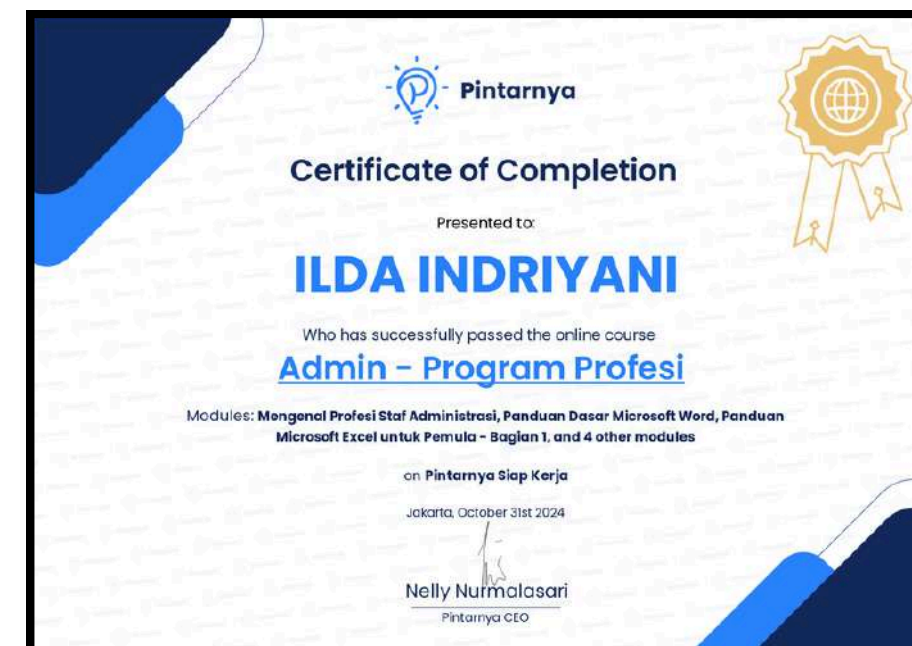 Pintarnya
Certificate of Completion
Presented to:
ILDA INDRIYANI
Who has successfully passed the online course
Admin - Program Profesi
Modules: Mengenal Profesi Staf Administrasi, Panduan Dasar Microsoft Word, Panduan
Microsoft Excel untuk Pemula - Bagian 1, and 4 other modules
on Pintarnya Siap Kerja
Jakarta, October 31st 2024
Nelly Nurmalasari
Pintarnya CEO